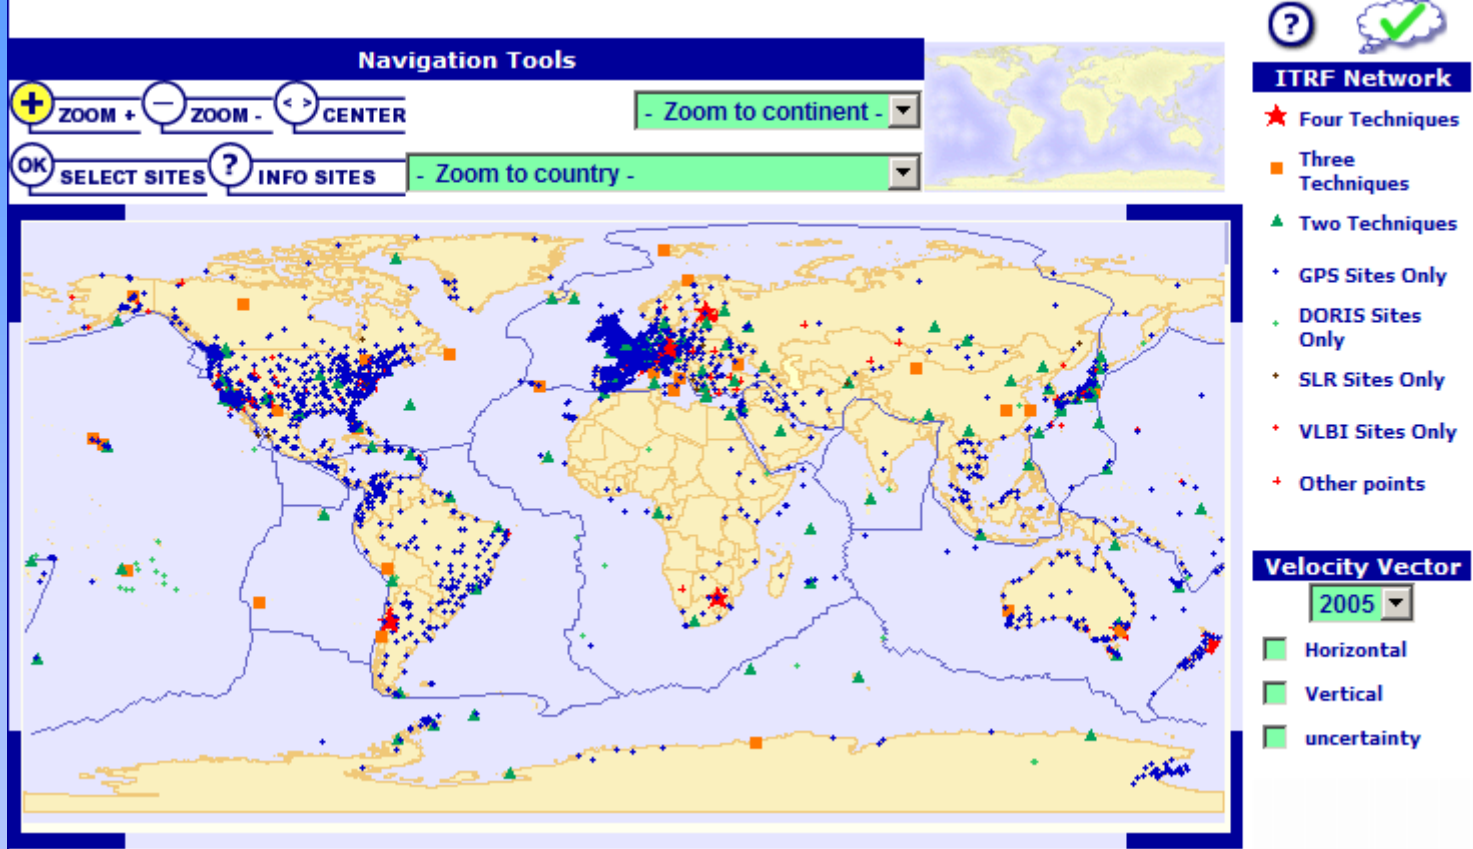 ?
Navigation Tools
ITRF Network
+ ZOOM + — ZOOM - < > CENTER
- Zoom to continent -
Four Techniques
OK SELECT SITES ? INFO SITES
- Zoom to country -
Three
Techniques
Two Techniques
GPS Sites Only
DORIS Sites
Only
SLR Sites Only
VLBI Sites Only
Other points
Velocity Vector
2005
Horizontal
Vertical
uncertainty